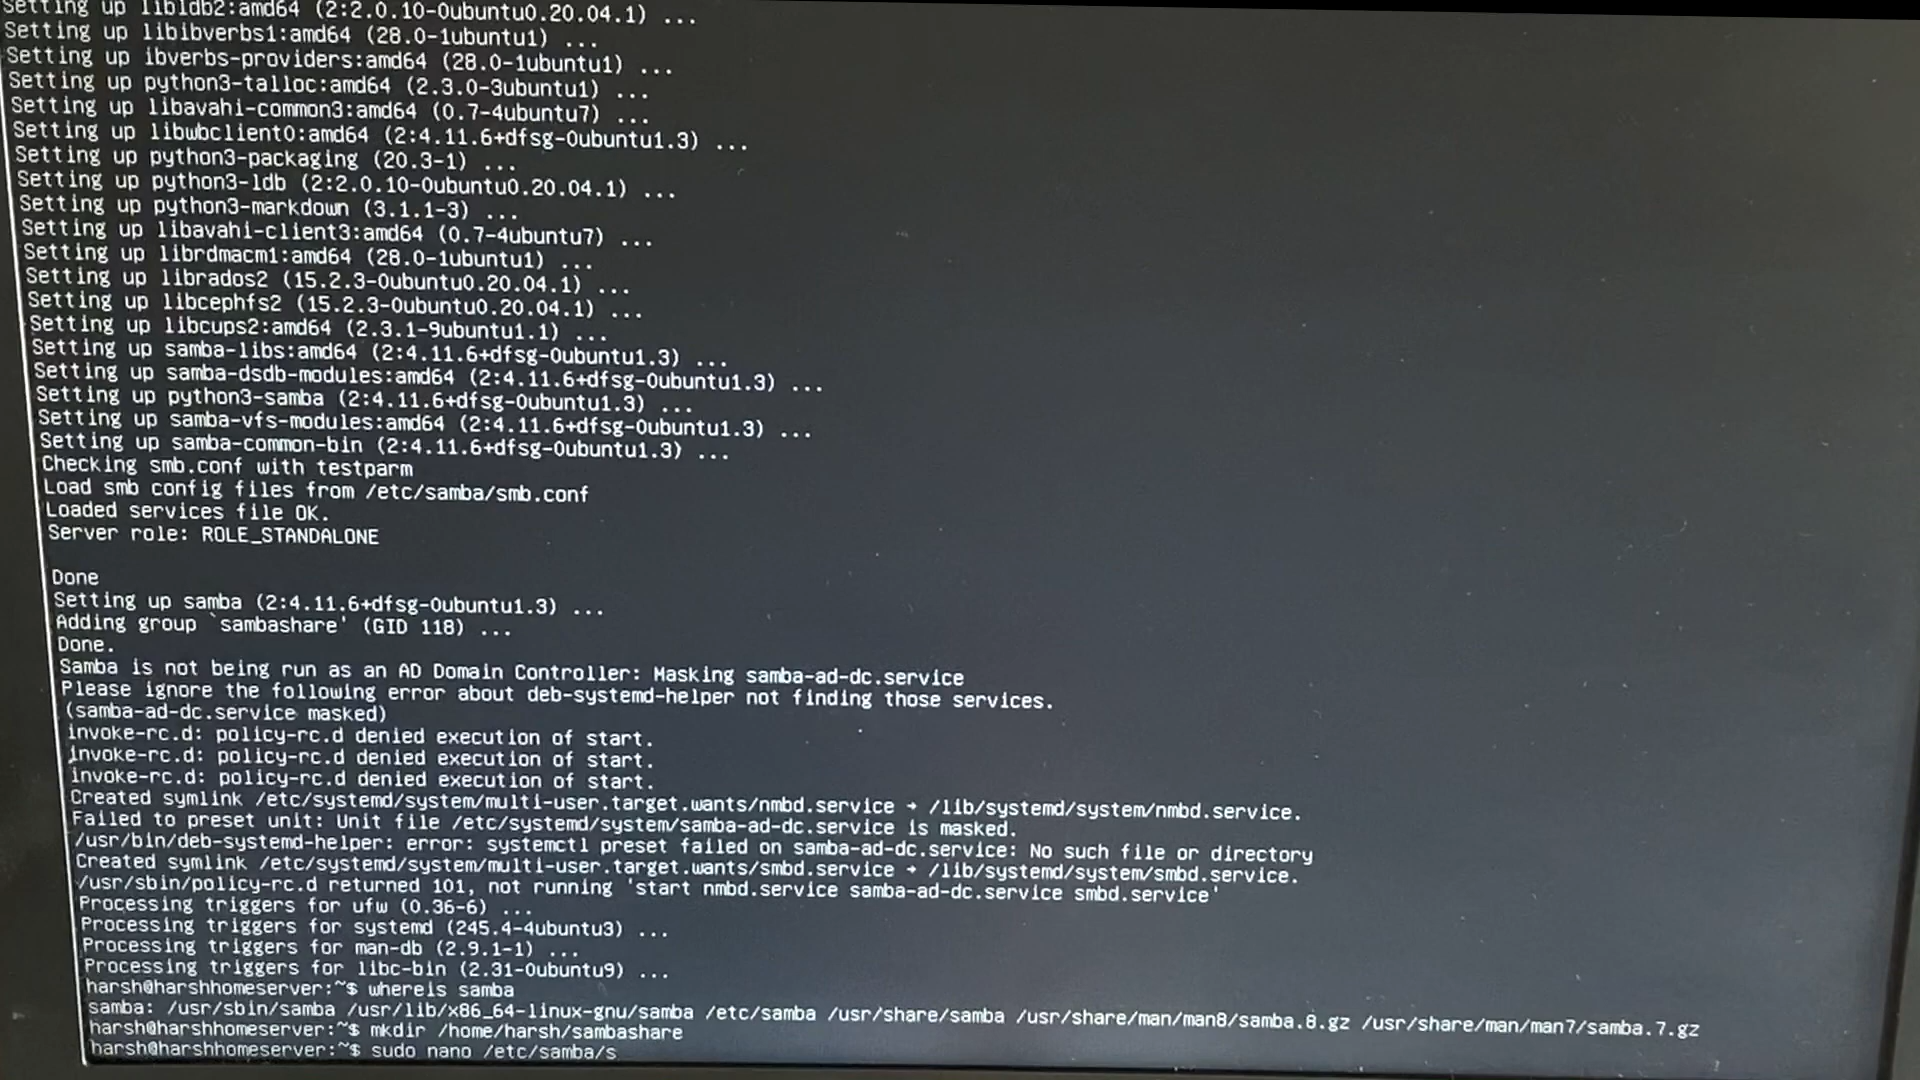 Setting up libldb2:amd64 (2:2.0.10-0ubuntu0.20.04.1) ...
Setting up libibverbs1:amd64 (28.0-1ubuntu1) ...
Setting up ibverbs-providers:amd64 (28.0-1ubuntu1) ...
Setting up python3-talloc:amd64 (2.3.0-3ubuntu1) ...
Setting up libavahi-common3:amd64 (0.7-4ubuntu7) ...
Setting up libwbclient0:amd64 (2:4.11.6+dfsg-0ubuntu1.3) ...
Setting up python3-packaging (20.3-1) ...
Setting up python3-ldb (2:2.0.10-0ubuntu0.20.04.1) ...
Setting up python3-markdown (3.1.1-3) ...
Setting up libavahi-client3:amd64 (0.7-4ubuntu7) ...
Setting up librdmacm1:amd64 (28.0-1ubuntu1) ...
Setting up librados2 (15.2.3-0ubuntu0.20.04.1) ...
Setting up libcephfs2 (15.2.3-0ubuntu0.20.04.1) ...
Setting up libcups2:amd64 (2.3.1-9ubuntu1.1) ...
Setting up samba-libs:amd64 (2:4.11.6+dfsg-0ubuntu1.3) ...
Setting up samba-dsdb-modules:amd64 (2:4.11.6+dfsg-0ubuntu1.3) ...
Setting up python3-samba (2:4.11.6+dfsg-0ubuntu1.3) ...
Setting up samba-vfs-modules:amd64 (2:4.11.6+dfsg-0ubuntu1.3) ...
Setting up samba-common-bin (2:4.11.6+dfsg-0ubuntu1.3) ...
Checking smb.conf with testparm
Load smb config files from /etc/samba/smb.conf
Loaded services file OK.
Server role: ROLE_STANDALONE
Done
Setting up samba (2:4.11.6+dfsg-0ubuntu1.3) ...
Adding group `sambashare' (GID 118) ...
Done.
Samba is not being run as an AD Domain Controller: Masking samba-ad-dc.service
Please ignore the following error about deb-systemd-helper not finding those services.
(samba-ad-dc.service masked)
invoke-rc.d: policy-rc.d denied execution of start.
invoke-rc.d: policy-rc.d denied execution of start.
invoke-rc.d: policy-rc.d denied execution of start.
Created symlink /etc/systemd/system/multi-user.target.wants/nmbd.service → /lib/systemd/system/nmbd.service.
Failed to preset unit: Unit file /etc/systemd/system/samba-ad-dc.service is masked.
/usr/bin/deb-systemd-helper: error: systemctl preset failed on samba-ad-dc.service: No such file or directory
Created symlink /etc/systemd/system/multi-user.target.wants/smbd.service → /lib/systemd/system/smbd.service.
/usr/sbin/policy-rc.d returned 101, not running 'start nmbd.service samba-ad-dc.service smbd.service'
Processing triggers for ufw (0.36-6) ...
Processing triggers for systemd (245.4-4ubuntu3) ...
Processing triggers for man-db (2.9.1-1) ...
Processing triggers for libc-bin (2.31-0ubuntu9) ...
harsh@harshhomeserver:~$ whereis samba
samba: /usr/sbin/samba /usr/lib/x86_64-linux-gnu/samba /etc/samba /usr/share/samba /usr/share/man/man8/samba.8.gz /usr/share/man/man7/samba.7.gz
harsh@harshhomeserver:~$ mkdir /home/harsh/sambashare
harsh@harshhomeserver:~$ sudo nano /etc/samba/s